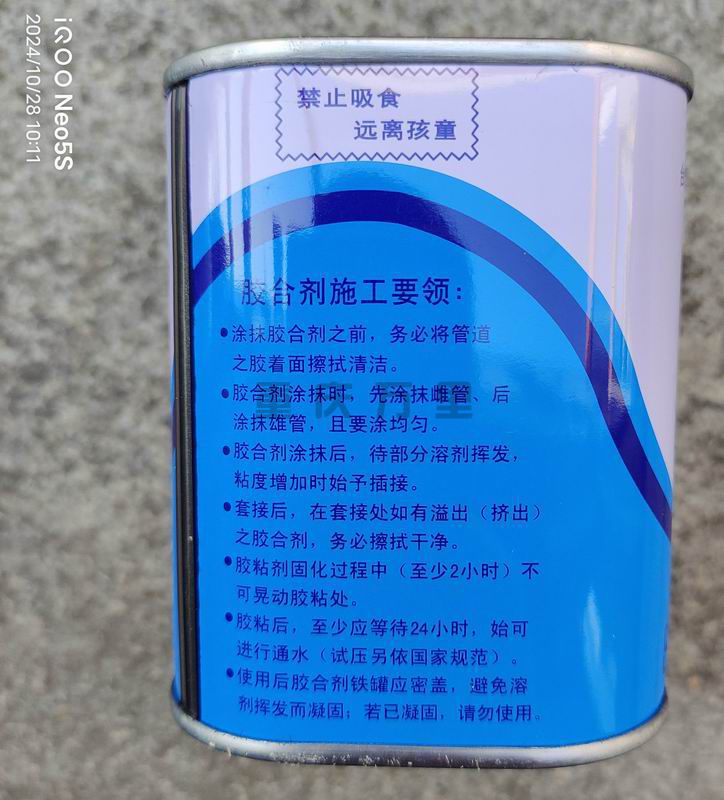 iQOO Neo5S
2024/10/28 10:11
禁止吸食
远离孩童
胶合剂施工要领：
●涂抹胶合剂之前，务必将管道
之胶着面擦拭清洁。
●胶合剂涂抹时，先涂抹雌管、后
涂抹雄管，且要涂均匀。
●胶合剂涂抹后，待部分溶剂挥发，
粘度增加时始予插接。
●套接后，在套接处如有溢出（挤出）
之胶合剂，务必擦拭干净。
●胶粘剂固化过程中（至少2小时）不
可晃动胶粘处。
●胶粘后，至少应等待24小时，始可
进行通水（试压另依国家规范）。
●使用后胶合剂铁罐应密盖，避免溶
剂挥发而凝固；若已凝固，请勿使用。
重庆万里